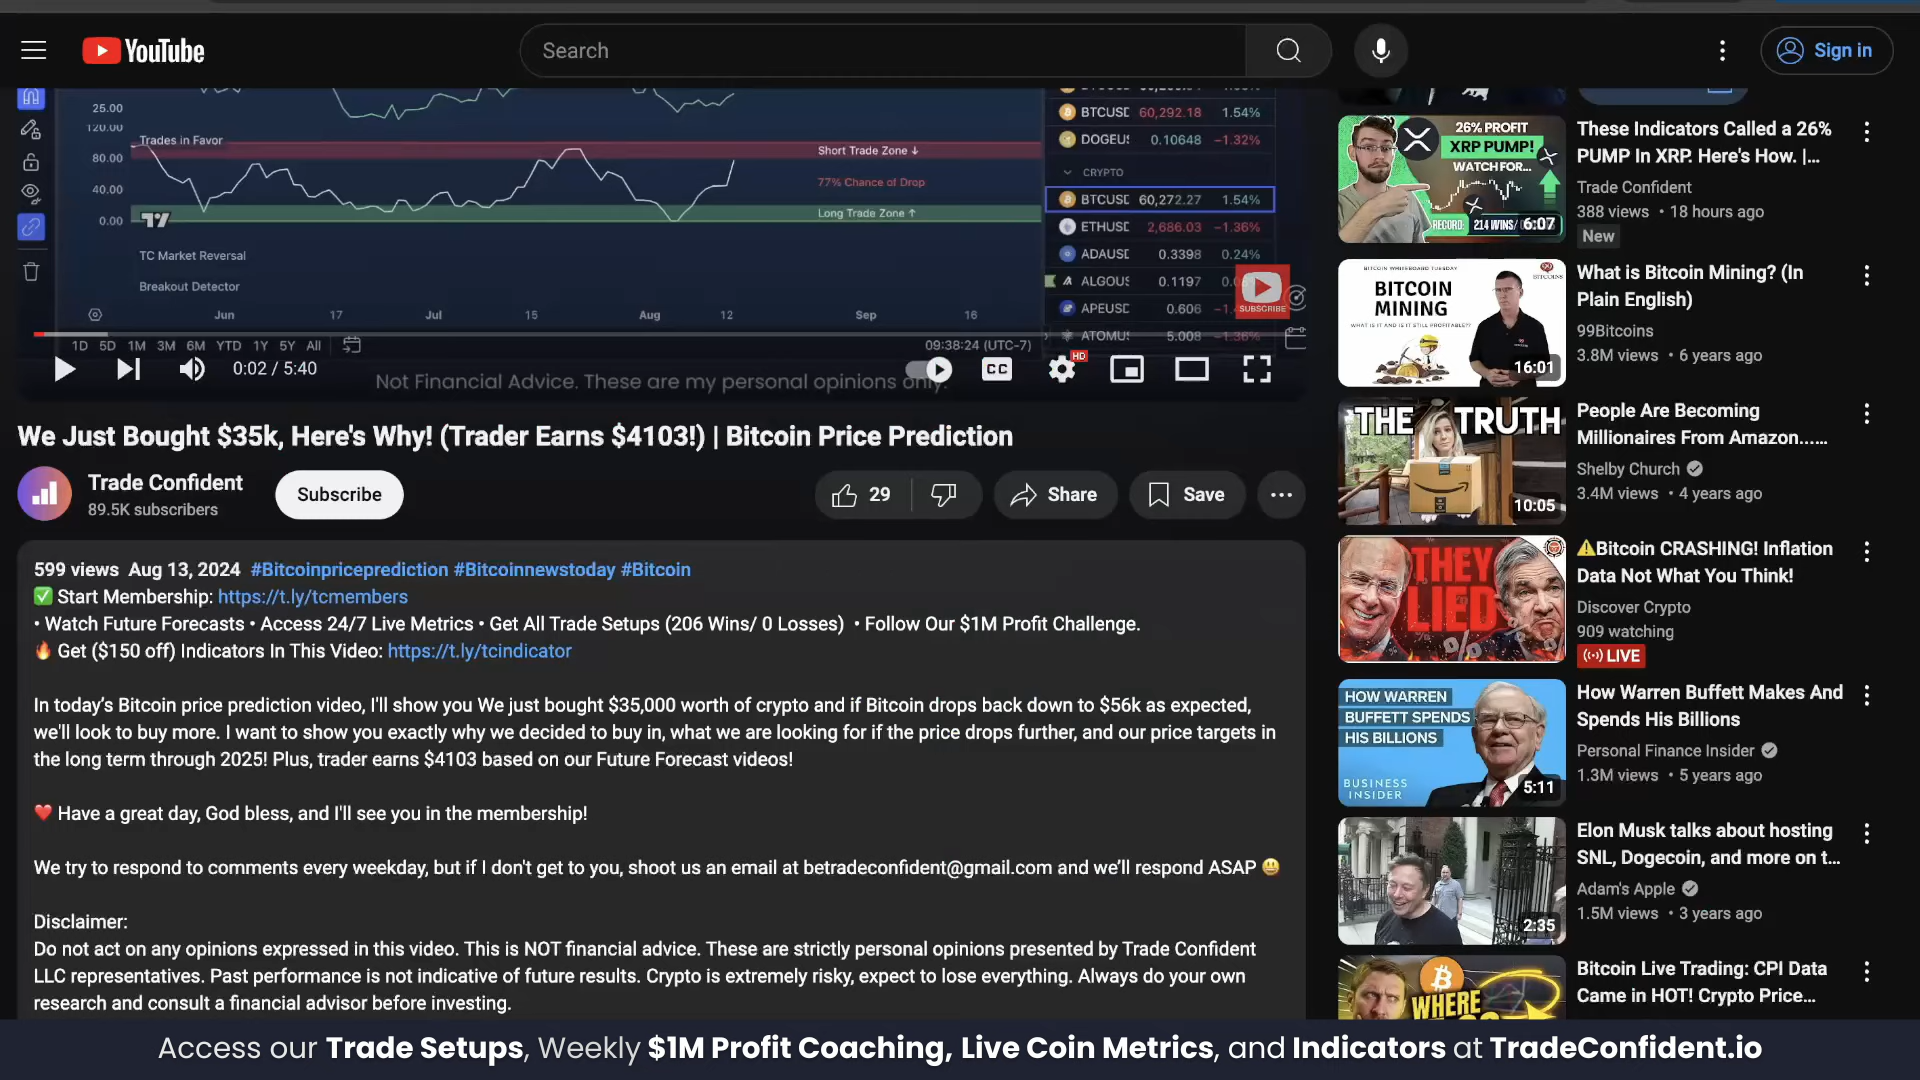 YouTube
Search
Sign in
25.00
120.00
80.00
40.00
0.00
Trades in Favor
Short Trade Zone ↓
77% Chance of Drop
Long Trade Zone ↑
TC Market Reversal
Breakout Detector
Jun 17 Jul 15 Aug 12 Sep 16
1D 5D 1M 3M 6M YTD 1Y 5Y All
09:38:24 (UTC-7)
BTCUSD 60,292.18 1.54%
DOGEUS 0.10648 −1.32%
CRYPTO
BTCUSD 60,272.27 1.54%
ETHUSD 2,686.03 −1.36%
ADAUSD 0.3398 0.24%
ALGOUS 0.1197
APEUSD 0.606
ATOMUS 5.008 −1.36%
SUBSCRIBE
0:02 / 5:40
CC
HD
Not Financial Advice. These are my personal opinions only.
We Just Bought $35k, Here's Why! (Trader Earns $4103!) | Bitcoin Price Prediction
Trade Confident
89.5K subscribers
Subscribe
29
Share
Save
599 views Aug 13, 2024 #Bitcoinpriceprediction #Bitcoinnewstoday #Bitcoin
✅ Start Membership: https://t.ly/tcmembers
• Watch Future Forecasts • Access 24/7 Live Metrics • Get All Trade Setups (206 Wins/ 0 Losses) • Follow Our $1M Profit Challenge.
🔥 Get ($150 off) Indicators In This Video: https://t.ly/tcindicator
In today's Bitcoin price prediction video, I'll show you We just bought $35,000 worth of crypto and if Bitcoin drops back down to $56k as expected,
we'll look to buy more. I want to show you exactly why we decided to buy in, what we are looking for if the price drops further, and our price targets in
the long term through 2025! Plus, trader earns $4103 based on our Future Forecast videos!
❤️ Have a great day, God bless, and I'll see you in the membership!
We try to respond to comments every weekday, but if I don't get to you, shoot us an email at betradeconfident@gmail.com and we'll respond ASAP 😃
Disclaimer:
Do not act on any opinions expressed in this video. This is NOT financial advice. These are strictly personal opinions presented by Trade Confident
LLC representatives. Past performance is not indicative of future results. Crypto is extremely risky, expect to lose everything. Always do your own
research and consult a financial advisor before investing.
26% PROFIT
XRP PUMP!
WATCH FOR...
RECORD: 214 WINS/
6:07
These Indicators Called a 26%
PUMP In XRP. Here's How. |...
Trade Confident
388 views • 18 hours ago
New
BITCOIN WHITEBOARD TUESDAY
BITCOIN
MINING
WHAT IS IT AND IS IT STILL PROFITABLE??
16:01
What is Bitcoin Mining? (In
Plain English)
99Bitcoins
3.8M views • 6 years ago
THE TRUTH
10:05
People Are Becoming
Millionaires From Amazon......
Shelby Church
3.4M views • 4 years ago
THEY
LIED
⚠️Bitcoin CRASHING! Inflation
Data Not What You Think!
Discover Crypto
909 watching
LIVE
HOW WARREN
BUFFETT SPENDS
HIS BILLIONS
BUSINESS
INSIDER
5:11
How Warren Buffett Makes And
Spends His Billions
Personal Finance Insider
1.3M views • 5 years ago
2:35
Elon Musk talks about hosting
SNL, Dogecoin, and more on t...
Adam's Apple
1.5M views • 3 years ago
WHERE
Bitcoin Live Trading: CPI Data
Came in HOT! Crypto Price...
Access our Trade Setups, Weekly $1M Profit Coaching, Live Coin Metrics, and Indicators at TradeConfident.io